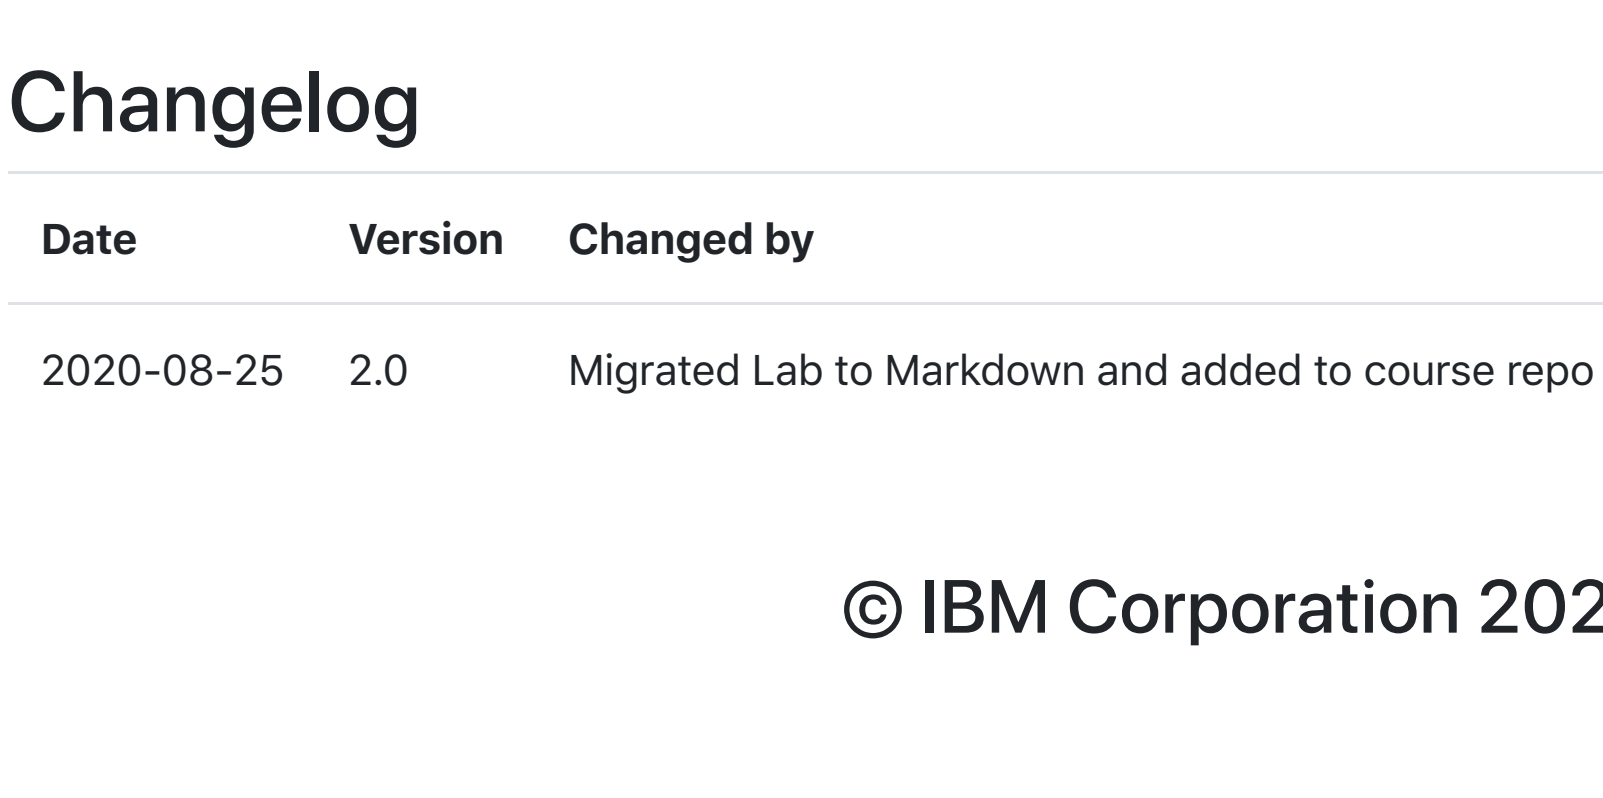 Changelog
Date Version Changed by
2020-08-25 2.0 Migrated Lab to Markdown and added to course repo
© IBM Corporation 202